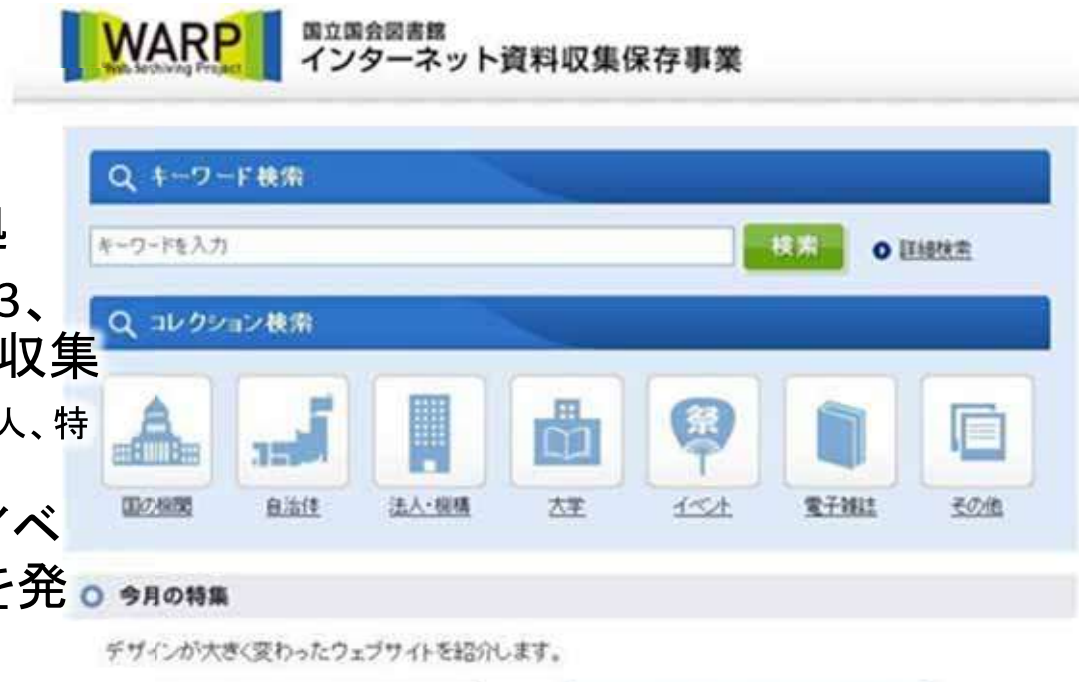 WARP
Web Archiving Project
国立国会図書館
インターネット資料収集保存事業
キーワード検索
キーワードを入力
検索
詳細検索
コレクション検索
国の機関
自治体
法人・機構
大学
祭
イベント
電子雑誌
その他
今月の特集
デザインが大きく変わったウェブサイトを紹介します。
3、
収集
人、特
イベ
を発